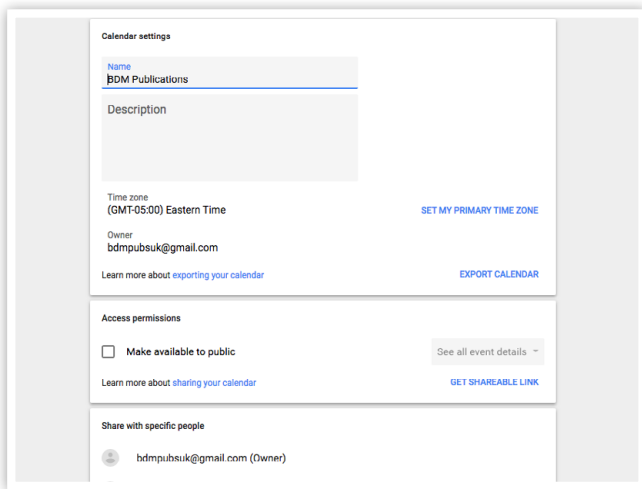 Calendar settings
Name
BDM Publications
Description
Time zone
(GMT-05:00) Eastern Time
SET MY PRIMARY TIME ZONE
Owner
bdmpubsuk@gmail.com
Learn more about exporting your calendar
EXPORT CALENDAR
Access permissions
Make available to public
See all event details
Learn more about sharing your calendar
GET SHAREABLE LINK
Share with specific people
bdmpubsuk@gmail.com (Owner)